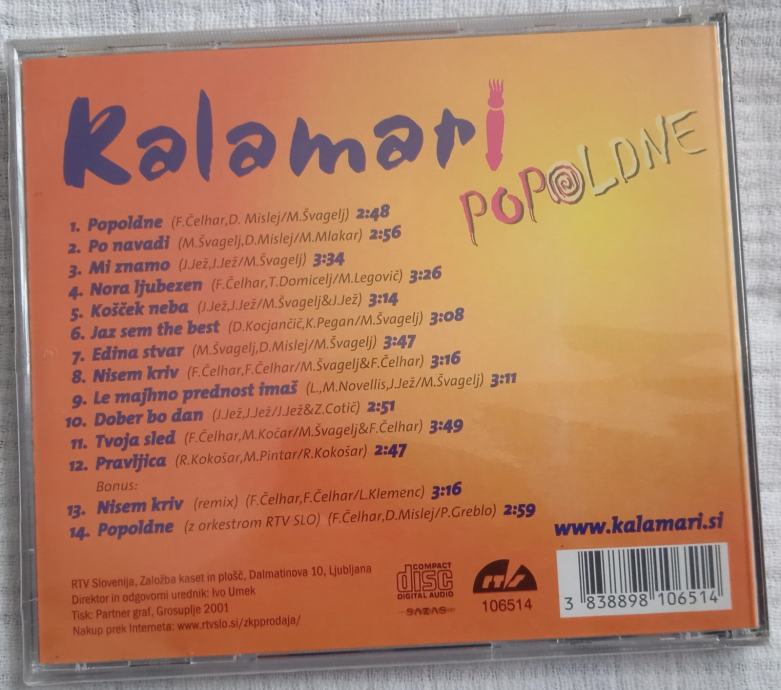 Kalamari
POPOLDNE
1. Popoldne (F.Čelhar,D. Mislej/M.Švagelj) 2:48
2. Po navadi (M.Švagelj,D.Mislej/M.Mlakar) 2:56
3. Mi znamo (J.Jež,J.Jež/M.Švagelj) 3:34
4. Nora ljubezen (F.Čelhar,T.Domicelj/M.Legovič) 3:26
5. Košček neba (J.Jež,J.Jež/M.Švagelj&J.Jež) 3:14
6. Jaz sem the best (D.Kocjančič,K.Pegan/M.Švagelj) 3:08
7. Edina stvar (M.Švagelj,D.Mislej/M.Švagelj) 3:47
8. Nisem kriv (F.Čelhar,F.Čelhar/M.Švagelj&F.Čelhar) 3:16
9. Le majhno prednost imaš (L.,M.Novellis,J.Jež/M.Švagelj) 3:11
10. Dober bo dan (J.Jež,J.Jež/J.Jež&Z.Cotič) 2:51
11. Tvoja sled (F.Čelhar,M.Kočar/M.Švagelj&F.Čelhar) 3:49
12. Pravljica (R.Kokošar,M.Pintar/R.Kokošar) 2:47
Bonus:
13. Nisem kriv (remix) (F.Čelhar,F.Čelhar/L.Klemenc) 3:16
14. Popoldne (z orkestrom RTV SLO) (F.Čelhar,D.Mislej/P.Greblo) 2:59
www.kalamari.si
RTV Slovenija, Založba kaset in plošč, Dalmatinova 10, Ljubljana
Direktor in odgovorni urednik: Ivo Umek
Tisk: Partner graf, Grosuplje 2001
Nakup prek Interneta: www.rtvslo.si/zkpprodaja/
COMPACT
disc
DIGITAL AUDIO
SAZAS
106514
3 838898 106514